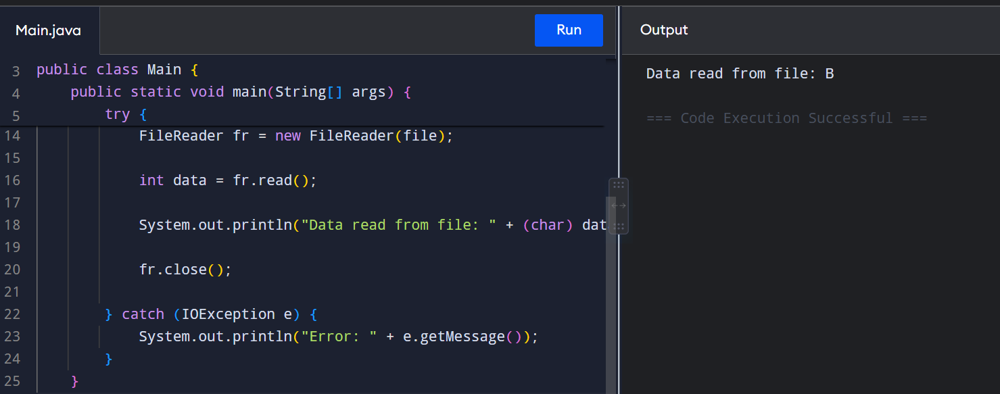 Main.java
Run
Output
3 public class Main {
4 public static void main(String[] args) {
5 try {
14 FileReader fr = new FileReader(file);
15
16 int data = fr.read();
17
18 System.out.println("Data read from file: " + (char) dat
19
20 fr.close();
21
22 } catch (IOException e) {
23 System.out.println("Error: " + e.getMessage());
24 }
25 }
Data read from file: B
=== Code Execution Successful ===